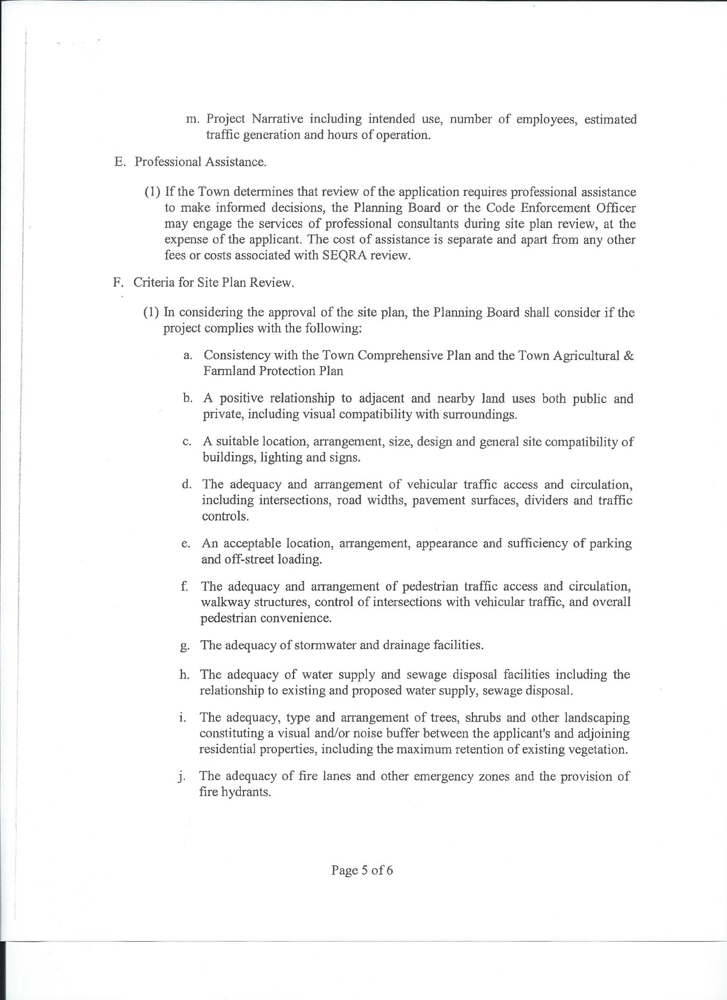 m. Project Narrative including intended use, number of employees, estimated
traffic generation and hours of operation.
E. Professional Assistance.
(1) If the Town determines that review of the application requires professional assistance
to make informed decisions, the Planning Board or the Code Enforcement Officer
may engage the services of professional consultants during site plan review, at the
expense of the applicant. The cost of assistance is separate and apart from any other
fees or costs associated with SEQRA review.
F. Criteria for Site Plan Review.
(1) In considering the approval of the site plan, the Planning Board shall consider if the
project complies with the following:
a. Consistency with the Town Comprehensive Plan and the Town Agricultural &
Farmland Protection Plan
b. A positive relationship to adjacent and nearby land uses both public and
private, including visual compatibility with surroundings.
c. A suitable location, arrangement, size, design and general site compatibility of
buildings, lighting and signs.
d. The adequacy and arrangement of vehicular traffic access and circulation,
including intersections, road widths, pavement surfaces, dividers and traffic
controls.
e. An acceptable location, arrangement, appearance and sufficiency of parking
and off-street loading.
f. The adequacy and arrangement of pedestrian traffic access and circulation,
walkway structures, control of intersections with vehicular traffic, and overall
pedestrian convenience.
g. The adequacy of stormwater and drainage facilities.
h. The adequacy of water supply and sewage disposal facilities including the
relationship to existing and proposed water supply, sewage disposal.
i. The adequacy, type and arrangement of trees, shrubs and other landscaping
constituting a visual and/or noise buffer between the applicant's and adjoining
residential properties, including the maximum retention of existing vegetation.
j. The adequacy of fire lanes and other emergency zones and the provision of
fire hydrants.
Page 5 of 6